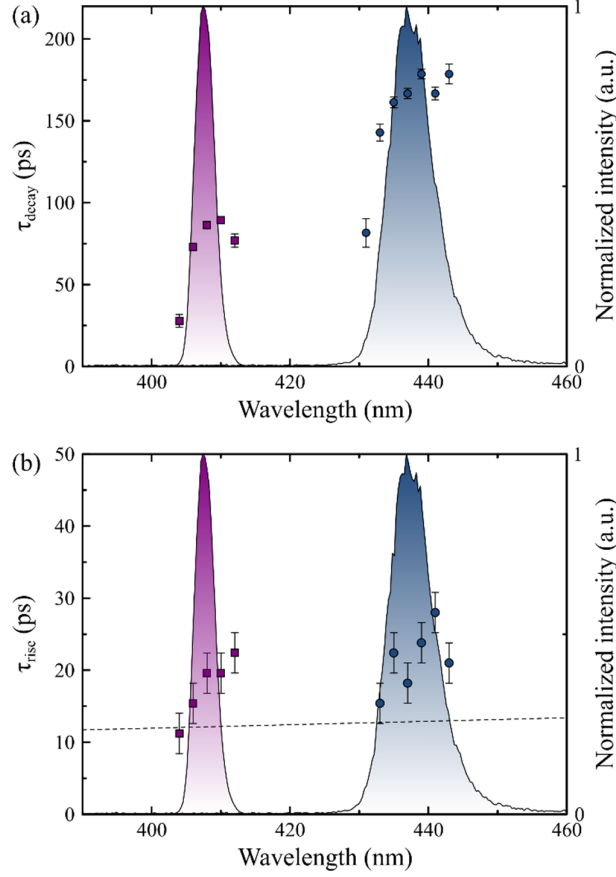 (a)
200
150
100
50
0
τdecay (ps)
1
0
Normalized intensity (a.u.)
400
420
440
460
Wavelength (nm)
(b)
50
40
30
20
10
0
τrise (ps)
1
0
Normalized intensity (a.u.)
400
420
440
460
Wavelength (nm)